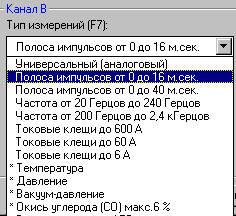 Канал B
Тип измерений (F7):
Полоса импульсов от 0 до 16 м.сек.
Универсальный (аналоговый)
Полоса импульсов от 0 до 16 м.сек.
Полоса импульсов от 0 до 40 м.сек.
Частота от 20 Герцов до 240 Герцов
Частота от 200 Герцов до 2,4 кГерцов
Токовые клещи до 600 А
Токовые клещи до 60 А
Токовые клещи до 6 А
* Температура
* Давление
* Вакуум-давление
* Окись углерода (CO) макс.6 %